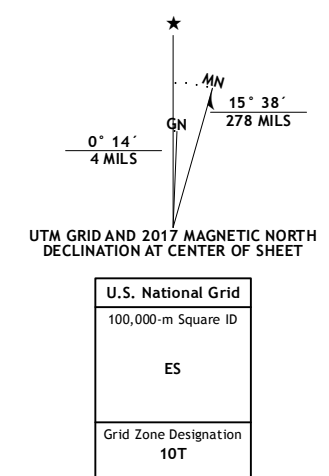 ★
MN
15° 38´
278 MILS
GN
0° 14´
4 MILS
UTM GRID AND 2017 MAGNETIC NORTH
DECLINATION AT CENTER OF SHEET
U.S. National Grid
100,000-m Square ID
ES
Grid Zone Designation
10T